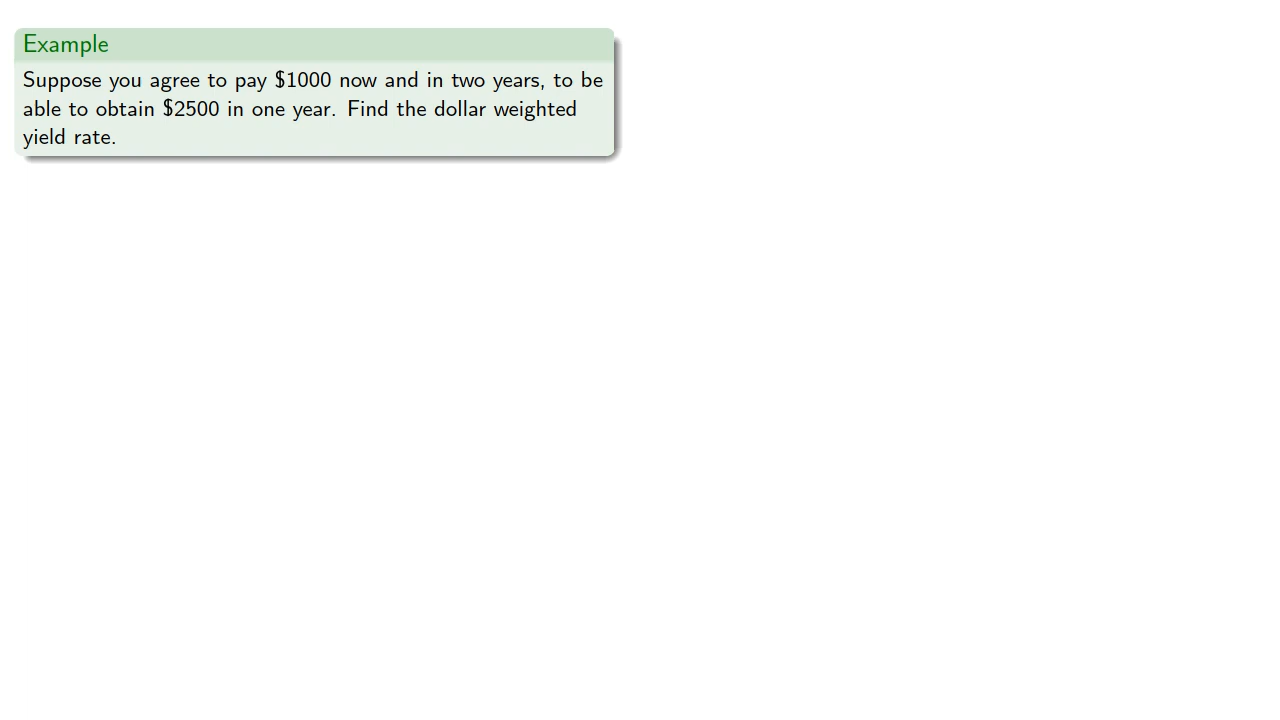 Example
Suppose you agree to pay $1000 now and in two years, to be
able to obtain $2500 in one year. Find the dollar weighted
yield rate.